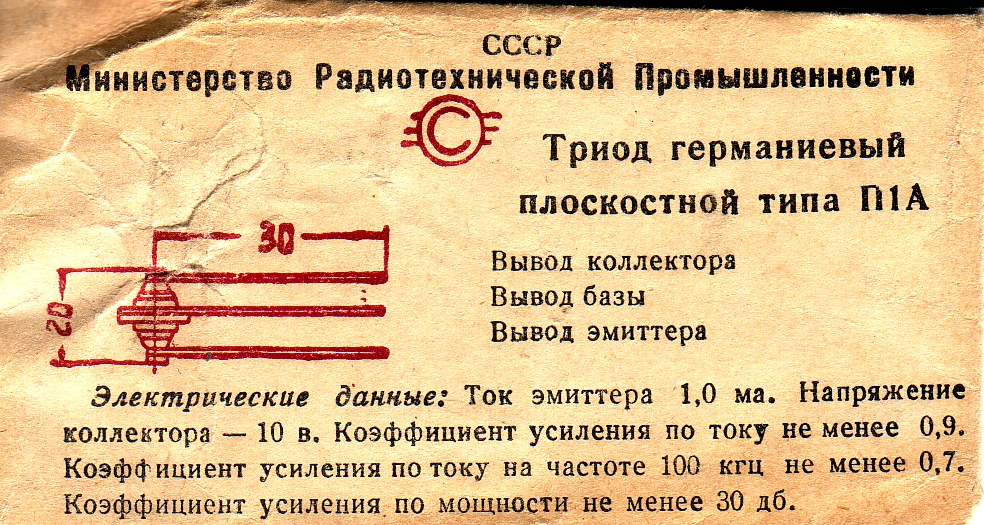 СССР
Министерство Радиотехнической Промышленности
С
Триод германиевый
плоскостной типа П1А
30
20
Вывод коллектора
Вывод базы
Вывод эмиттера
Электрические данные: Ток эмиттера 1,0 ма. Напряжение
коллектора — 10 в. Коэффициент усиления по току не менее 0,9.
Коэффициент усиления по току на частоте 100 кгц не менее 0,7.
Коэффициент усиления по мощности не менее 30 дб.